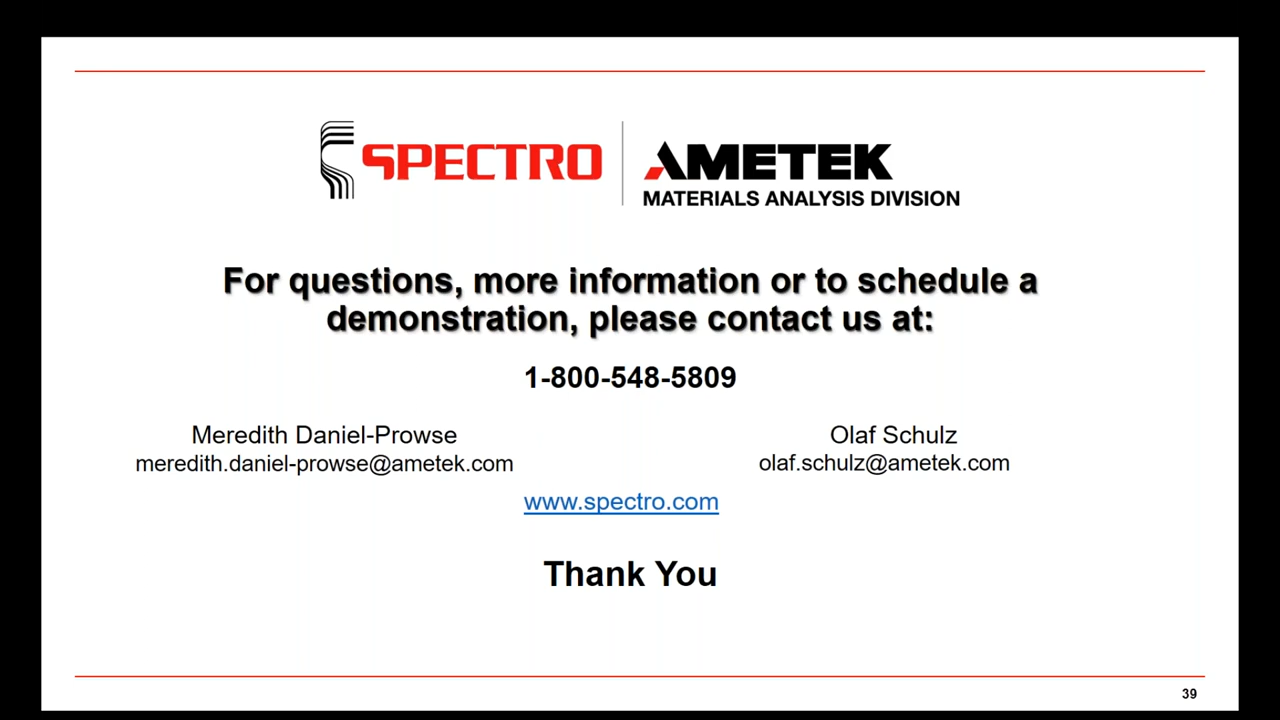 SPECTRO
AMETEK
MATERIALS ANALYSIS DIVISION
For questions, more information or to schedule a
demonstration, please contact us at:
1-800-548-5809
Meredith Daniel-Prowse
meredith.daniel-prowse@ametek.com
Olaf Schulz
olaf.schulz@ametek.com
www.spectro.com
Thank You
39